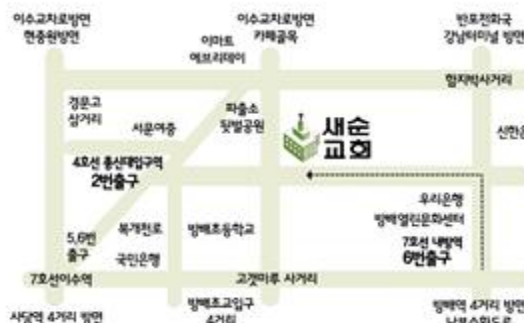 이수교차로방면
현충원방면
이수교차로방면
카페골목
반포전화국
강남터미널 방면
이마트
에브리데이
함지박사거리
경문고
삼거리
서문여중
파출소
뒷벌공원
새순
교회
신한은
4호선 총신대입구역
2번출구
우리은행
방배열린문화센터
7호선 내방역
6번출구
5,6번
출구
복개천로
국민은행
방배초등학교
7호선이수역
고갯마루 사거리
사당역 4거리 방면
방배초교입구
4거리
방배역 4거리 방면
남부순환도로